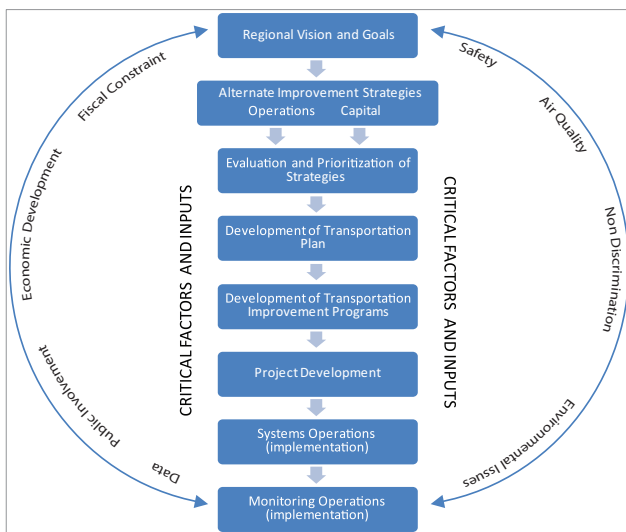 Regional Vision and Goals
Alternate Improvement Strategies
Operations Capital
Evaluation and Prioritization of
Strategies
Development of Transportation
Plan
Development of Transportation
Improvement Programs
Project Development
Systems Operations
(implementation)
Monitoring Operations
(implementation)
CRITICAL FACTORS AND INPUTS
CRITICAL FACTORS AND INPUTS
Fiscal Constraint
Economic Development
Public Involvement
Data
Safety
Air Quality
Non Discrimination
Environmental Issues